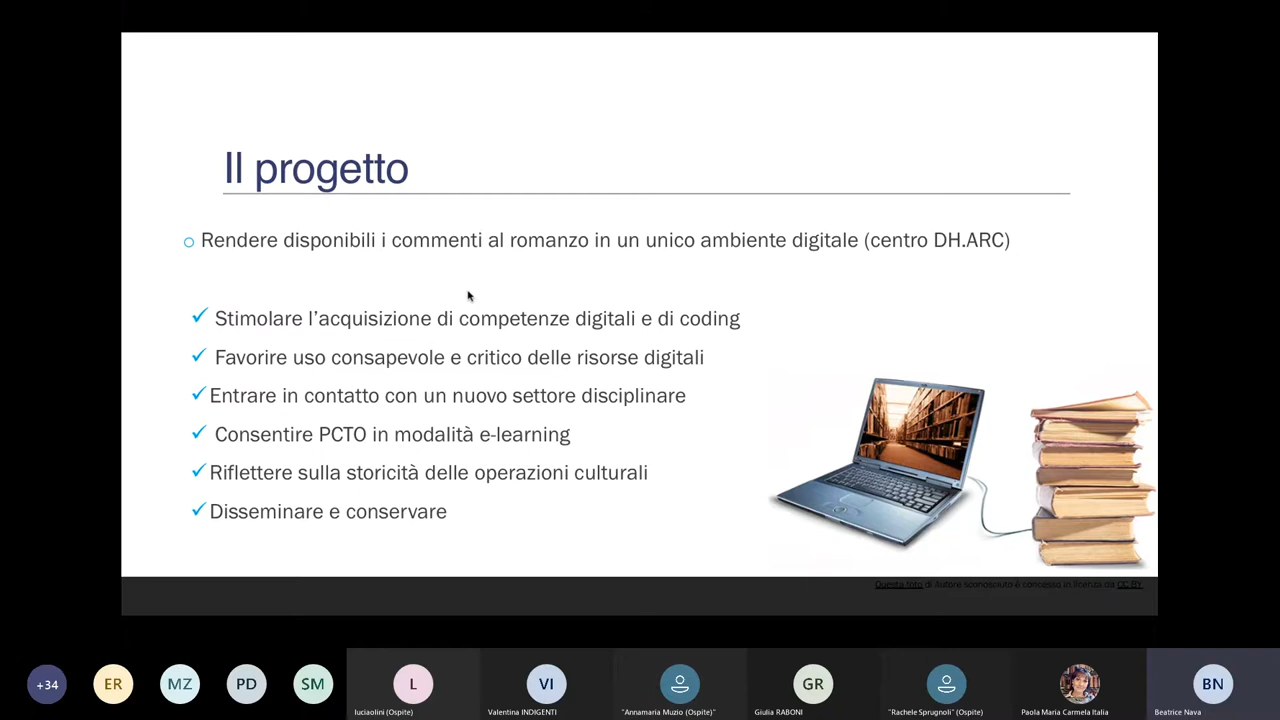 Il progetto
Rendere disponibili i commenti al romanzo in un unico ambiente digitale (centro DH.ARC)
Stimolare l'acquisizione di competenze digitali e di coding
Favorire uso consapevole e critico delle risorse digitali
Entrare in contatto con un nuovo settore disciplinare
Consentire PCTO in modalità e-learning
Riflettere sulla storicità delle operazioni culturali
Disseminare e conservare
Questa foto di Autore sconosciuto è concesso in licenza da CC BY
+34 ER MZ PD SM L VI GR BN
luciaolini (Ospite) Valentina INDIGENTI "Annamaria Muzio (Ospite)" Giulia RABONI "Rachele Sprugnoli" (Ospite) Paola Maria Carmela Italia Beatrice Nava